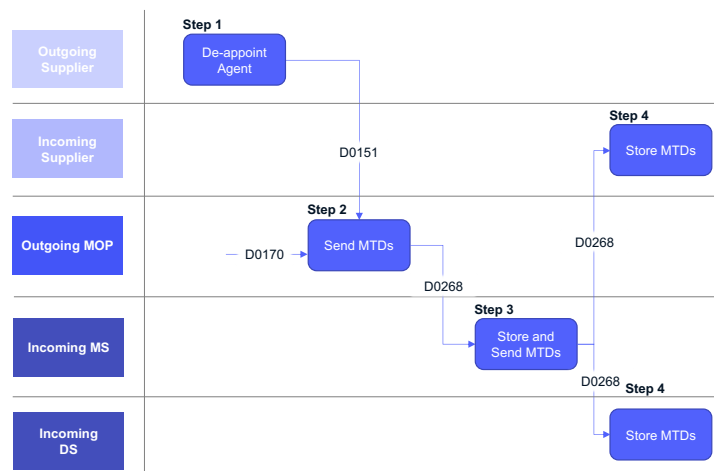 Step 1
Outgoing
Supplier
De-appoint
Agent
Step 4
Incoming
Supplier
D0151
Store MTDs
Step 2
Outgoing MOP
D0170
Send MTDs
D0268
D0268
Step 3
Incoming MS
Store and
Send MTDs
D0268
Step 4
Incoming
DS
Store MTDs